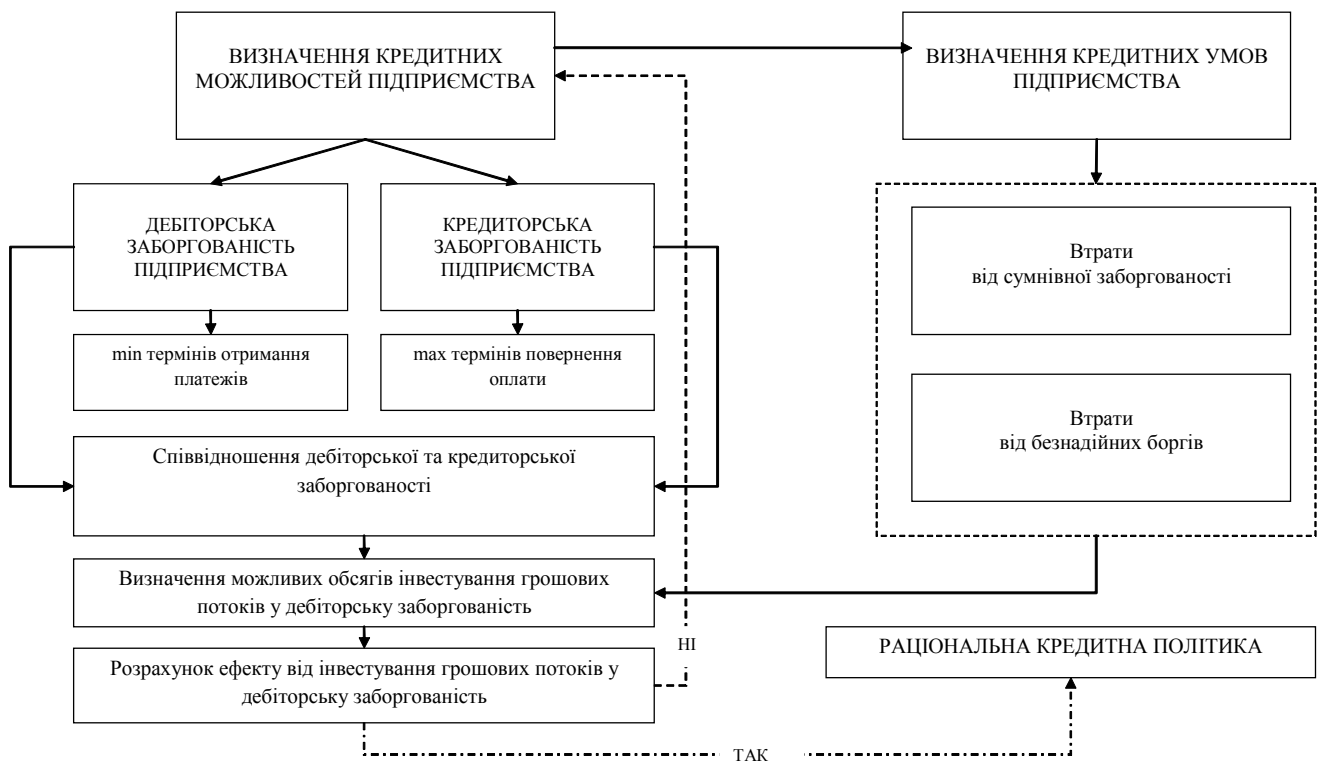 ВИЗНАЧЕННЯ КРЕДИТНИХ
МОЖЛИВОСТЕЙ ПІДПРИЄМСТВА
ВИЗНАЧЕННЯ КРЕДИТНИХ УМОВ
ПІДПРИЄМСТВА
ДЕБІТОРСЬКА
ЗАБОРГОВАНІСТЬ
ПІДПРИЄМСТВА
КРЕДИТОРСЬКА
ЗАБОРГОВАНІСТЬ
ПІДПРИЄМСТВА
Втрати
від сумнівної заборгованості
min термінів отримання
платежів
max термінів повернення
оплати
Втрати
від безнадійних боргів
Співвідношення дебіторської та кредиторської
заборгованості
Визначення можливих обсягів інвестування грошових
потоків у дебіторську заборгованість
НІ
РАЦІОНАЛЬНА КРЕДИТНА ПОЛІТИКА
Розрахунок ефекту від інвестування грошових потоків у
дебіторську заборгованість
ТАК